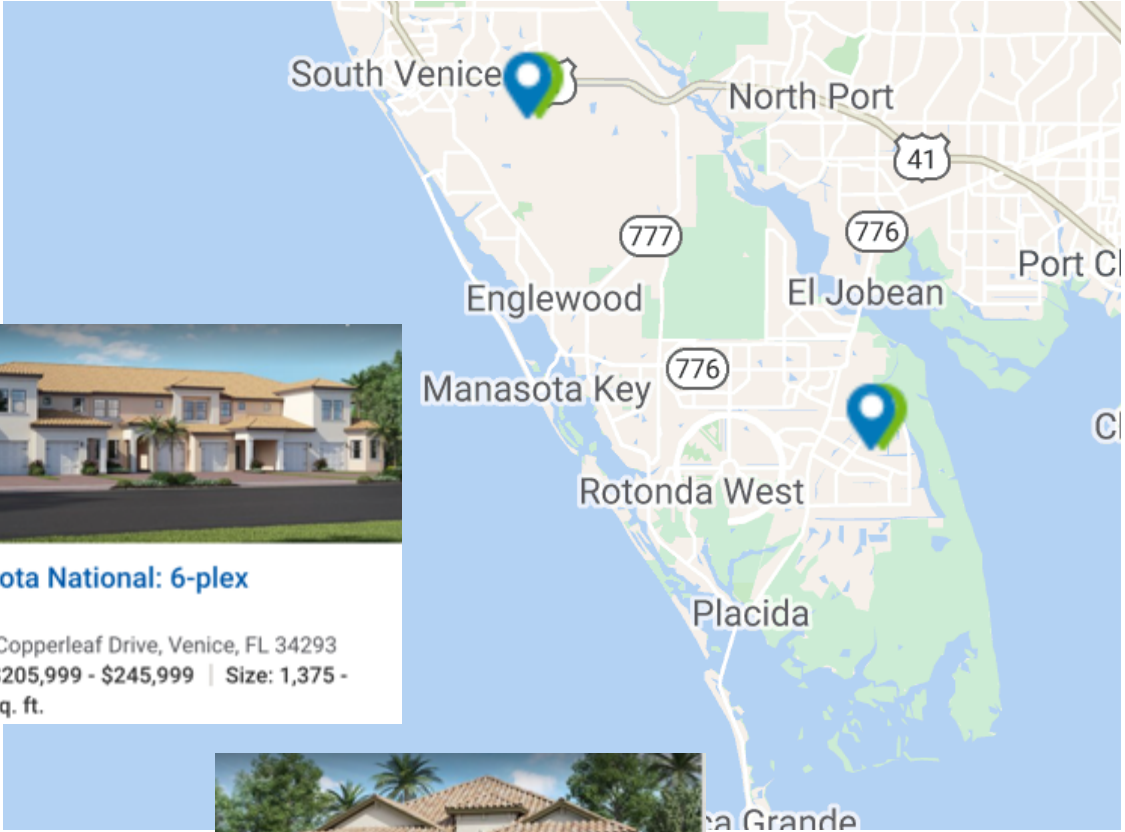 South Venice
North Port
41
777
776
Port C
Englewood
El Jobean
776
Manasota Key
C
Rotonda West
ota National: 6-plex
Placida
Copperleaf Drive, Venice, FL 34293
$205,999 - $245,999 | Size: 1,375 -
q. ft.
ca Grande